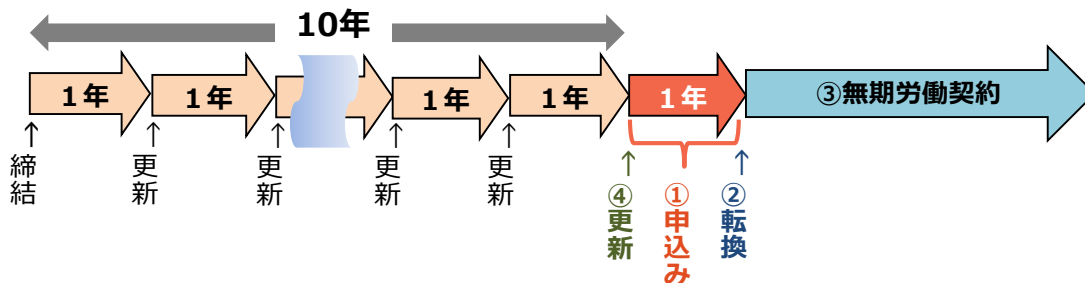 10年
1年
1年
1年
1年
1年
③無期労働契約
↑締結
↑更新
↑更新
↑更新
↑更新
↑④更新
①申込み
↑②転換